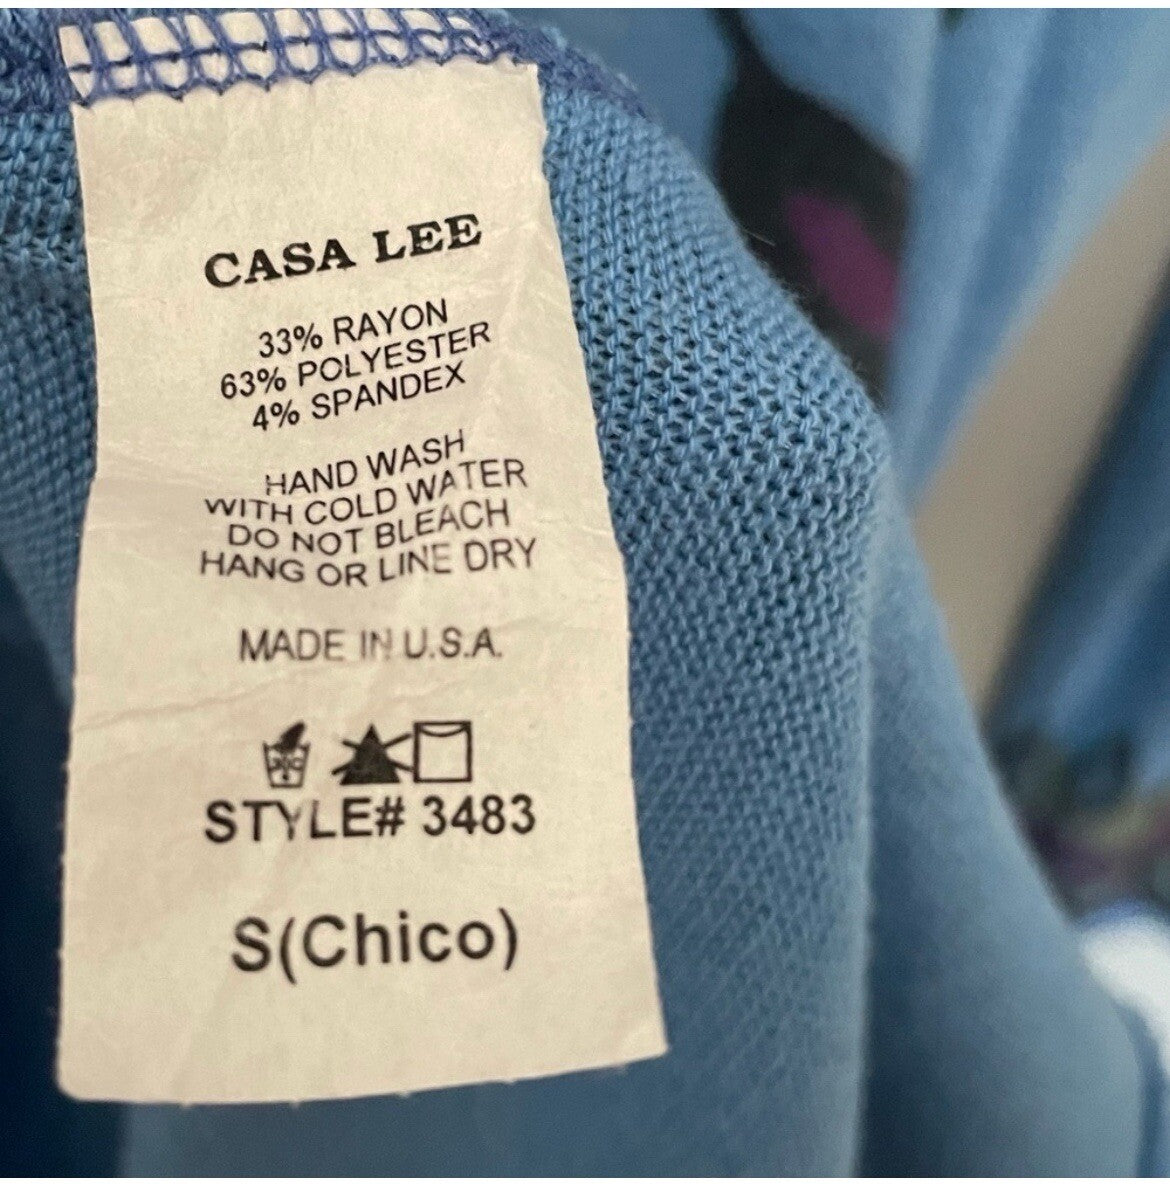 CASA LEE
33% RAYON
63% POLYESTER
4% SPANDEX
HAND WASH
WITH COLD WATER
DO NOT BLEACH
HANG OR LINE DRY
MADE IN U.S.A.
STYLE# 3483
S(Chico)